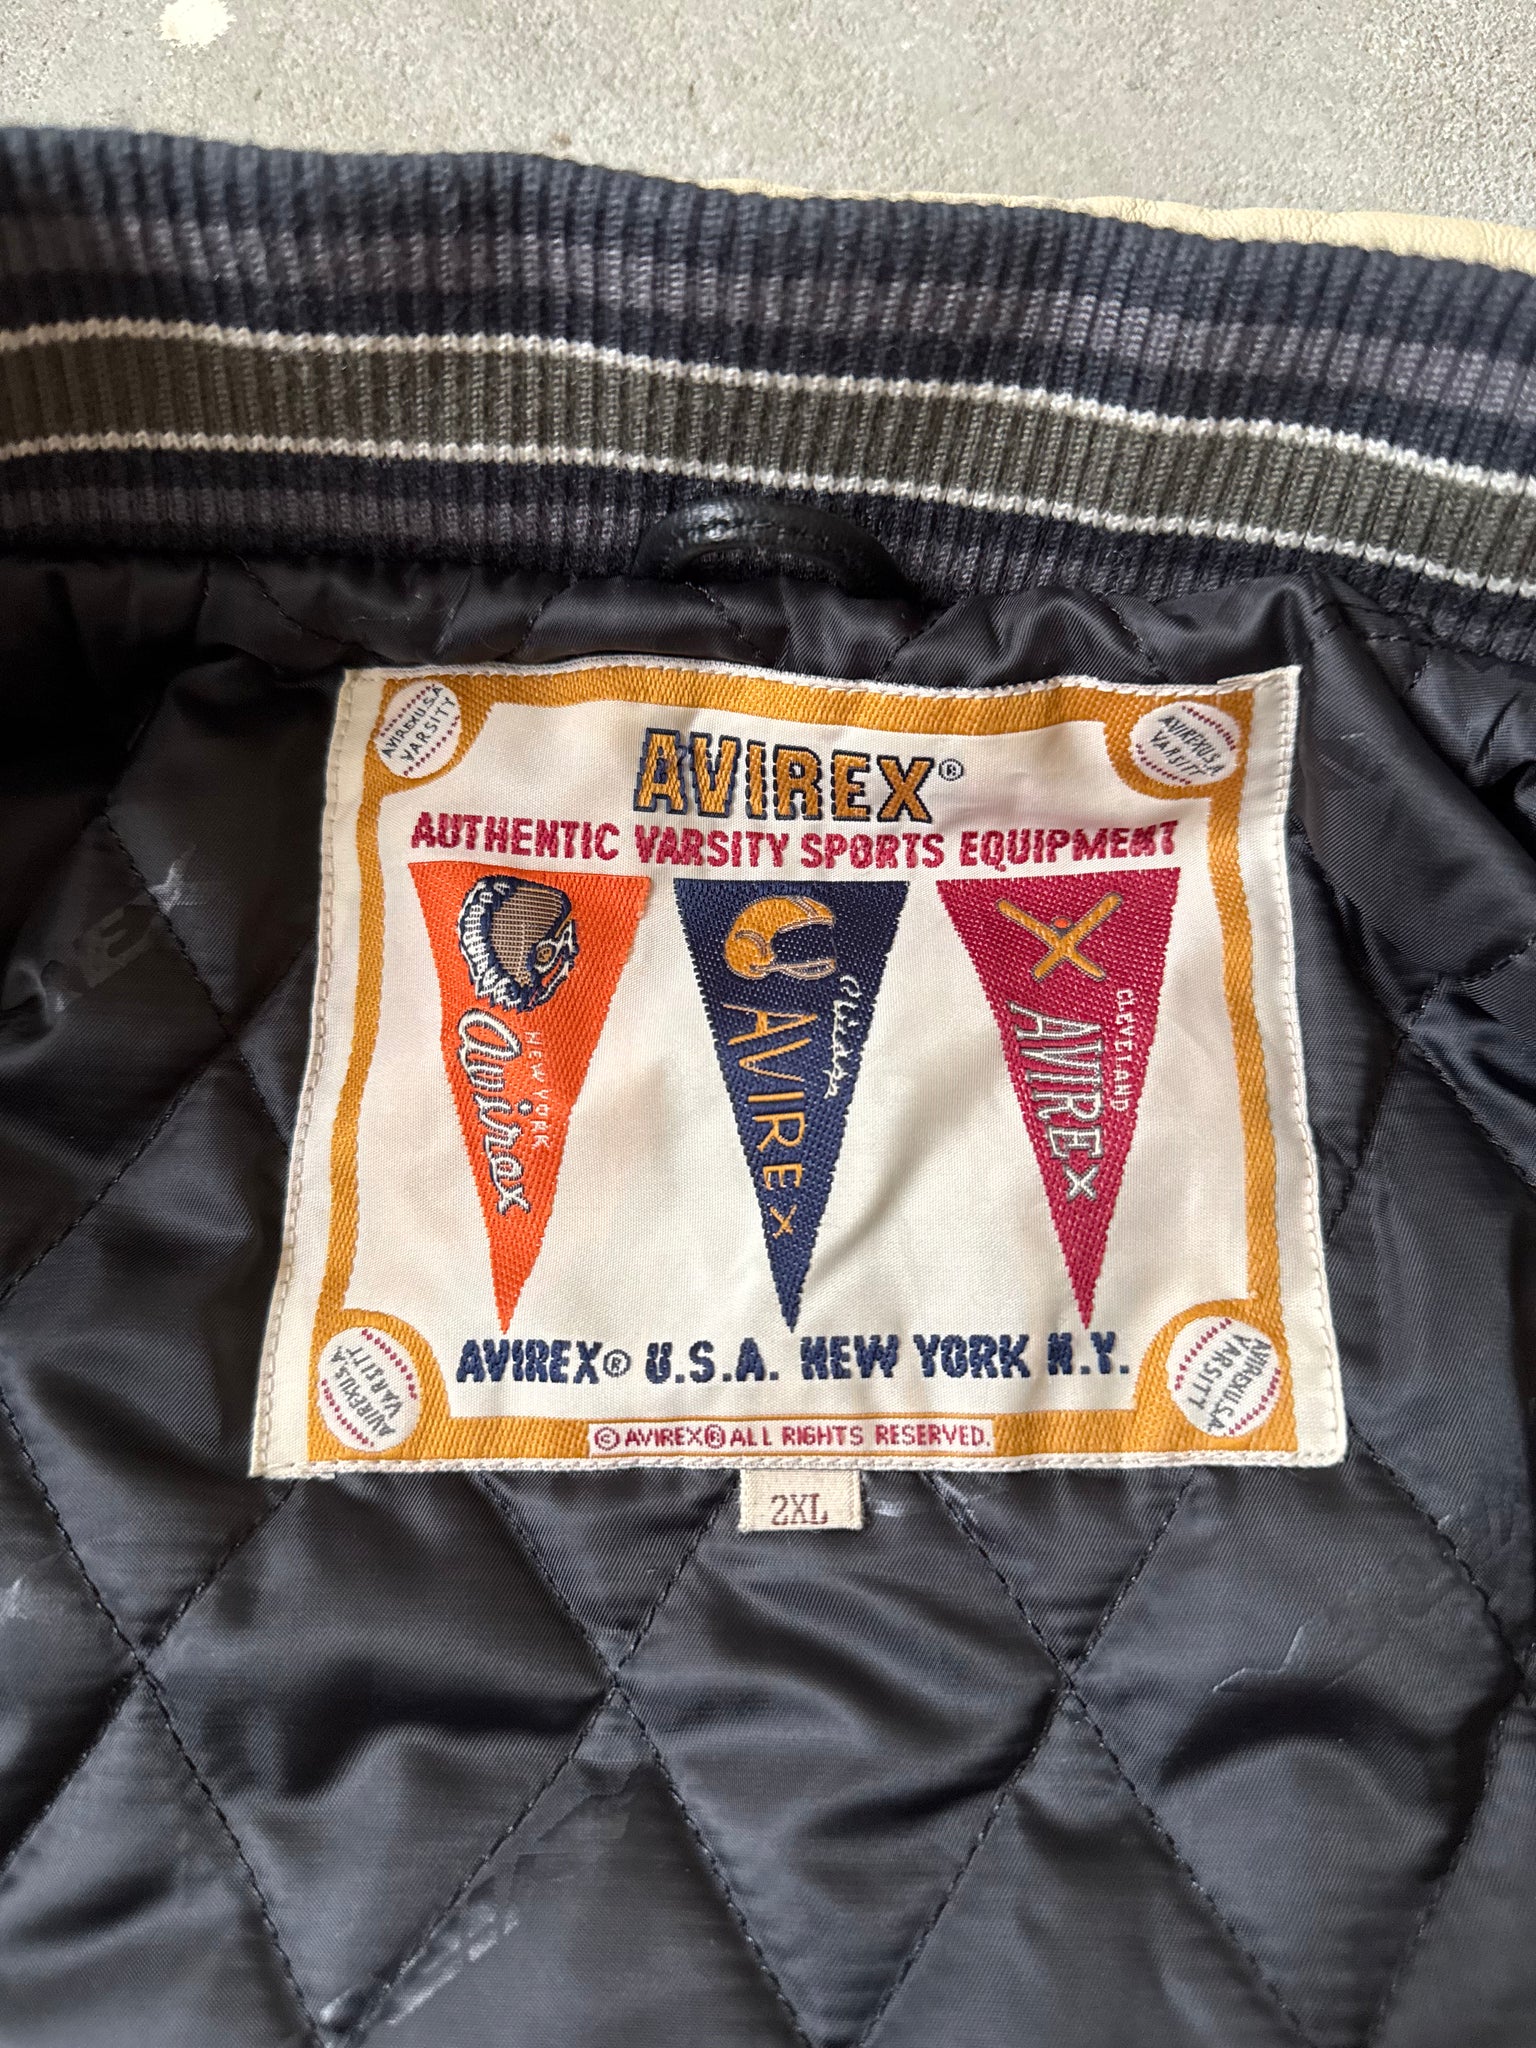 AVIREX U.S.A.
VARSITY
AVIREX U.S.A.
VARSITY
AVIREX®
AUTHENTIC VARSITY SPORTS EQUIPMENT
NEW YORK
Avirex
Chicago
AVIREX
CLEVELAND
AVIREX
AVIREX® U.S.A. NEW YORK N.Y.
AVIREX U.S.A.
VARSITY
AVIREX U.S.A.
VARSITY
© AVIREX® ALL RIGHTS RESERVED.
2XL